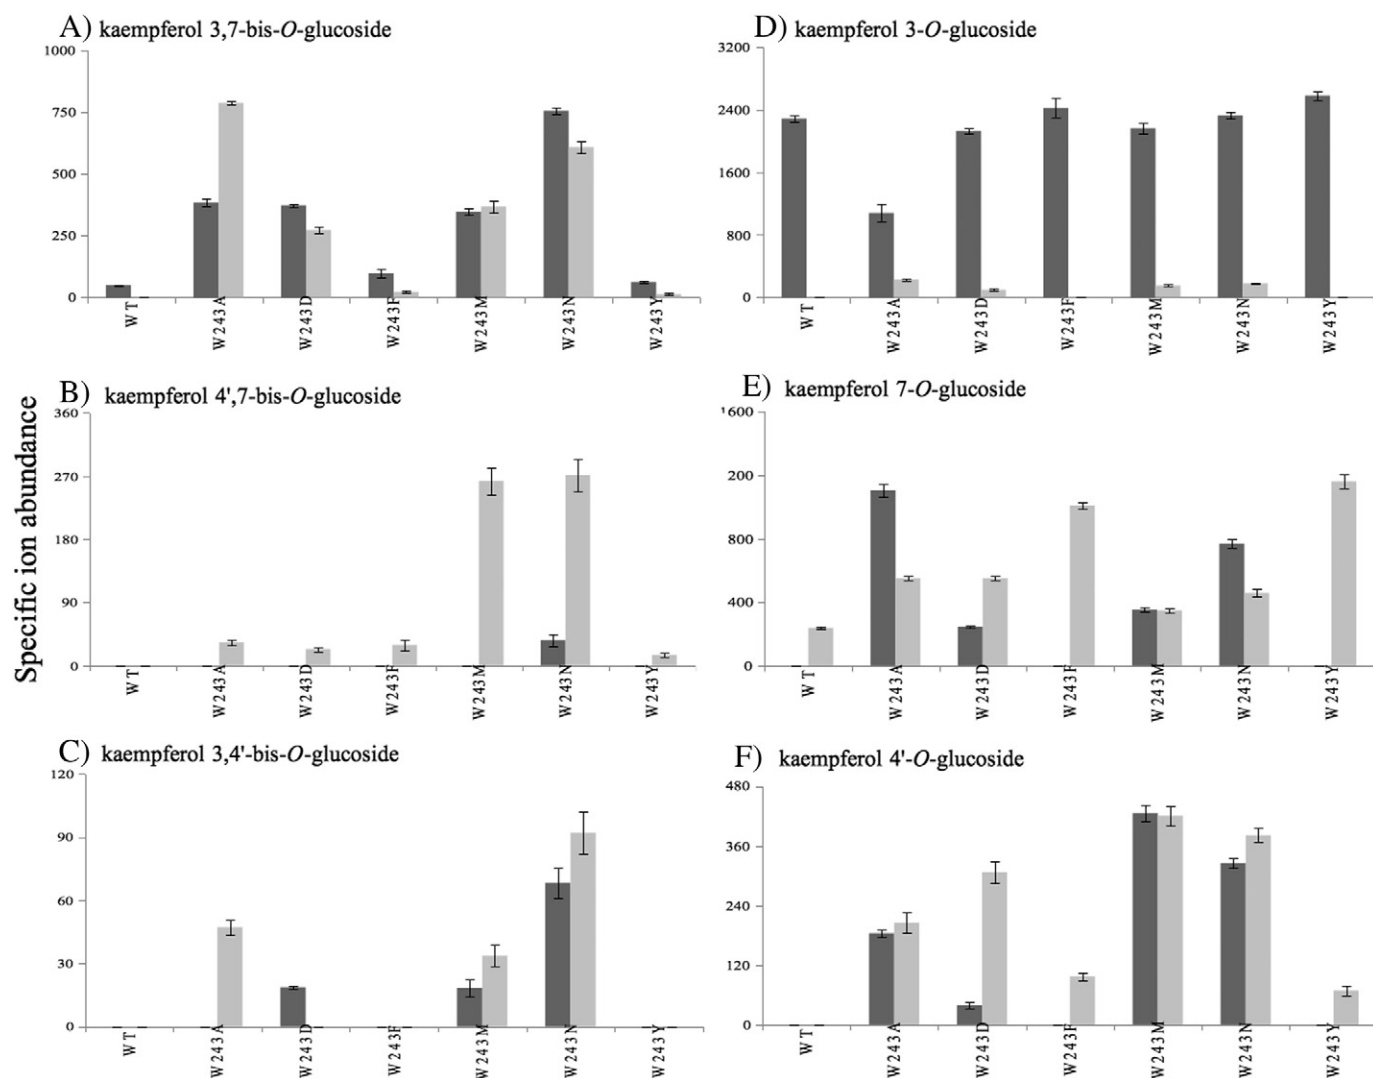 Specific ion abundance
A) kaempferol 3,7-bis-O-glucoside
1000
750
500
250
0
WT
W243A
W243D
W243F
W243M
W243N
W243Y
B) kaempferol 4',7-bis-O-glucoside
360
270
180
90
0
WT
W243A
W243D
W243F
W243M
W243N
W243Y
C) kaempferol 3,4'-bis-O-glucoside
120
90
60
30
0
WT
W243A
W243D
W243F
W243M
W243N
W243Y
D) kaempferol 3-O-glucoside
3200
2400
1600
800
0
WT
W243A
W243D
W243F
W243M
W243N
W243Y
E) kaempferol 7-O-glucoside
1600
200
800
400
0
WT
W243A
W243D
W243F
W243M
W243N
W243Y
F) kaempferol 4'-O-glucoside
480
360
240
120
0
WT
W243A
W243D
W243F
W243M
W243N
W243Y